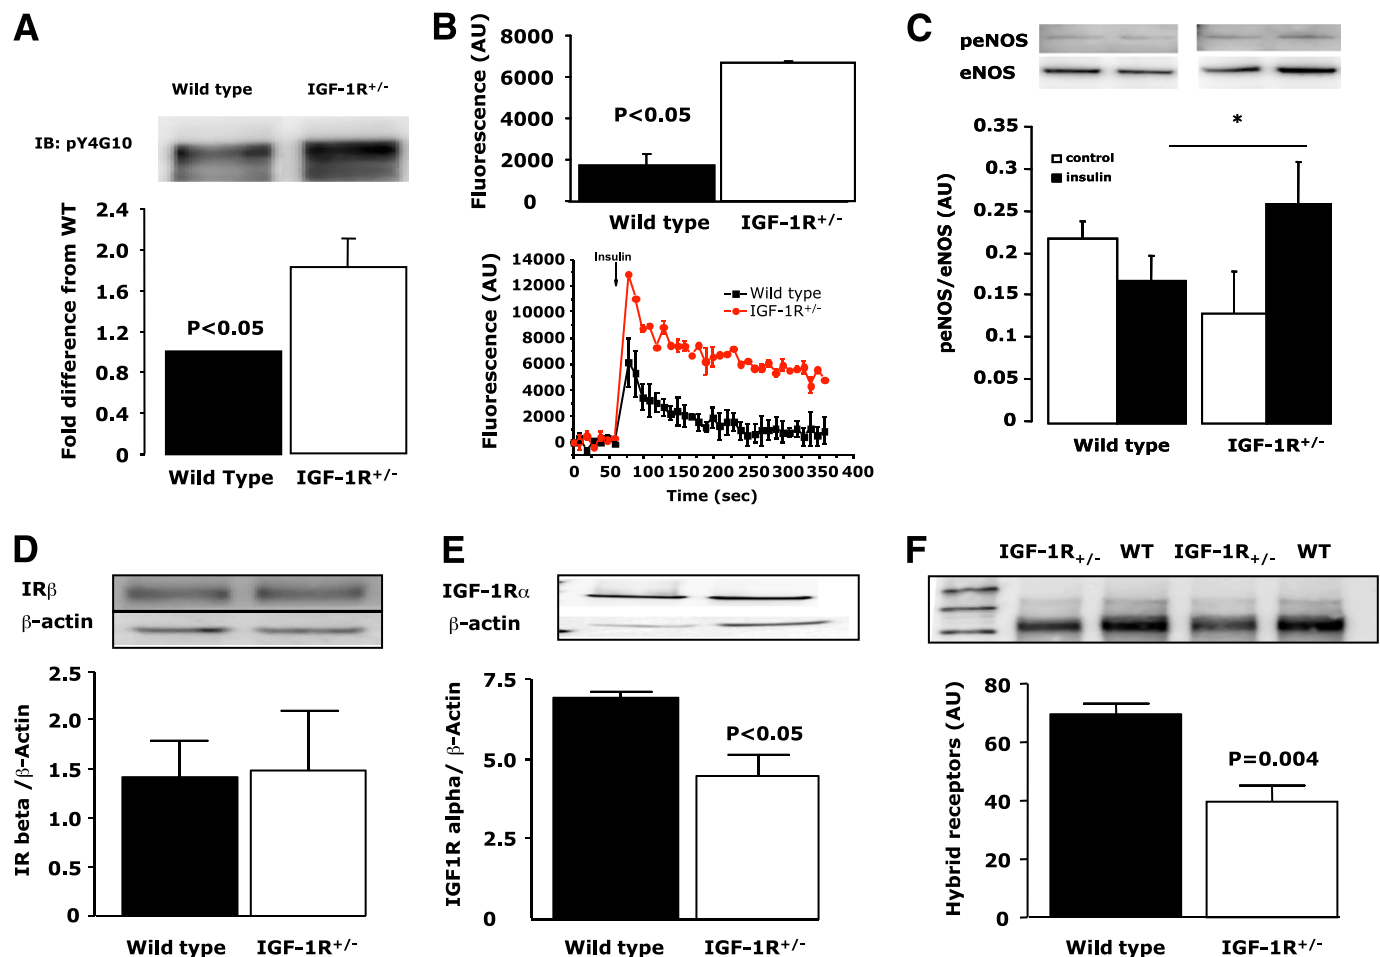 A
Wild type IGF-1R+/-
IB: pY4G10
Fold difference from WT
2.4
2.0
1.6
1.2
0.8
0.4
0
P<0.05
Wild Type IGF-1R+/-
B
Fluorescence (AU)
8000
6000
4000
2000
0
P<0.05
Wild type IGF-1R+/-
Fluorescence (AU)
14000
12000
10000
8000
6000
4000
2000
0
Insulin
Wild type
IGF-1R+/-
0 50 100 150 200 250 300 350 400
Time (sec)
C
peNOS
eNOS
peNOS/eNOS (AU)
0.35
0.3
0.25
0.2
0.15
0.1
0.05
0
*
control
insulin
Wild type IGF-1R+/-
D
IRβ
β-actin
IR beta /β-Actin
2.5
2.0
1.5
1.0
0.5
0
Wild type IGF-1R+/-
E
IGF-1Rα
β-actin
IGF1R alpha/ β-Actin
7.5
5.0
2.5
0
P<0.05
Wild type IGF-1R+/-
F
IGF-1R+/- WT IGF-1R+/- WT
Hybrid receptors (AU)
80
60
40
20
0
P=0.004
Wild type IGF-1R+/-